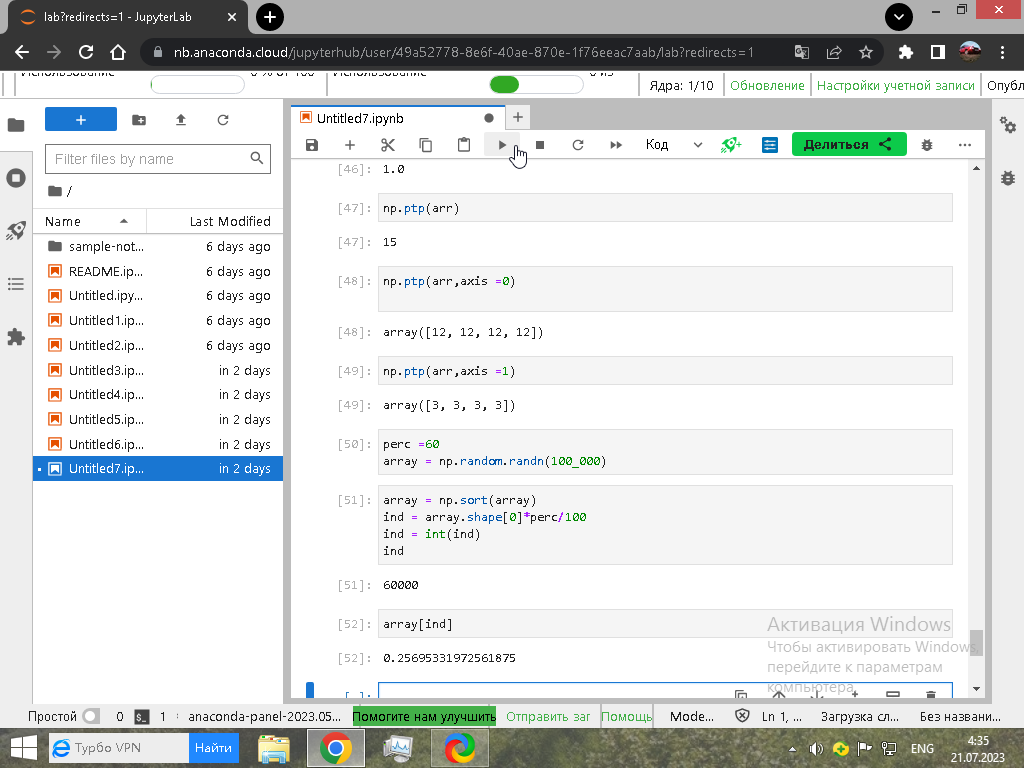 lab?redirects=1 - JupyterLab
nb.anaconda.cloud/jupyterhub/user/49a52778-8e6f-40ae-870e-1f76eeac7aab/lab?redirects=1
Использование 0 % от 100 Использование 0 из
Ядра: 1/10 Обновление Настройки учетной записи Опубл
Untitled7.ipynb
Код
Делиться
Filter files by name
/
Name Last Modified
sample-not... 6 days ago
README.ip... 6 days ago
Untitled.ipy... 6 days ago
Untitled1.ip... 6 days ago
Untitled2.ip... 6 days ago
Untitled3.ip... in 2 days
Untitled4.ip... in 2 days
Untitled5.ip... in 2 days
Untitled6.ip... in 2 days
Untitled7.ip... in 2 days
[46]: 1.0
[47]: np.ptp(arr)
[47]: 15
[48]: np.ptp(arr,axis =0)
[48]: array([12, 12, 12, 12])
[49]: np.ptp(arr,axis =1)
[49]: array([3, 3, 3, 3])
[50]: perc =60
array = np.random.randn(100_000)
[51]: array = np.sort(array)
ind = array.shape[0]*perc/100
ind = int(ind)
ind
[51]: 60000
[52]: array[ind]
[52]: 0.25695331972561875
[ ]:
Активация Windows
Чтобы активировать Windows,
перейдите к параметрам
компьютера.
Простой 0 $_ 1 anaconda-panel-2023.05... Помогите нам улучшить Отправить заг Помощь Mode... Ln 1, ... Загрузка сл... Без названи...
Турбо VPN Найти
ENG
4:35
21.07.2023